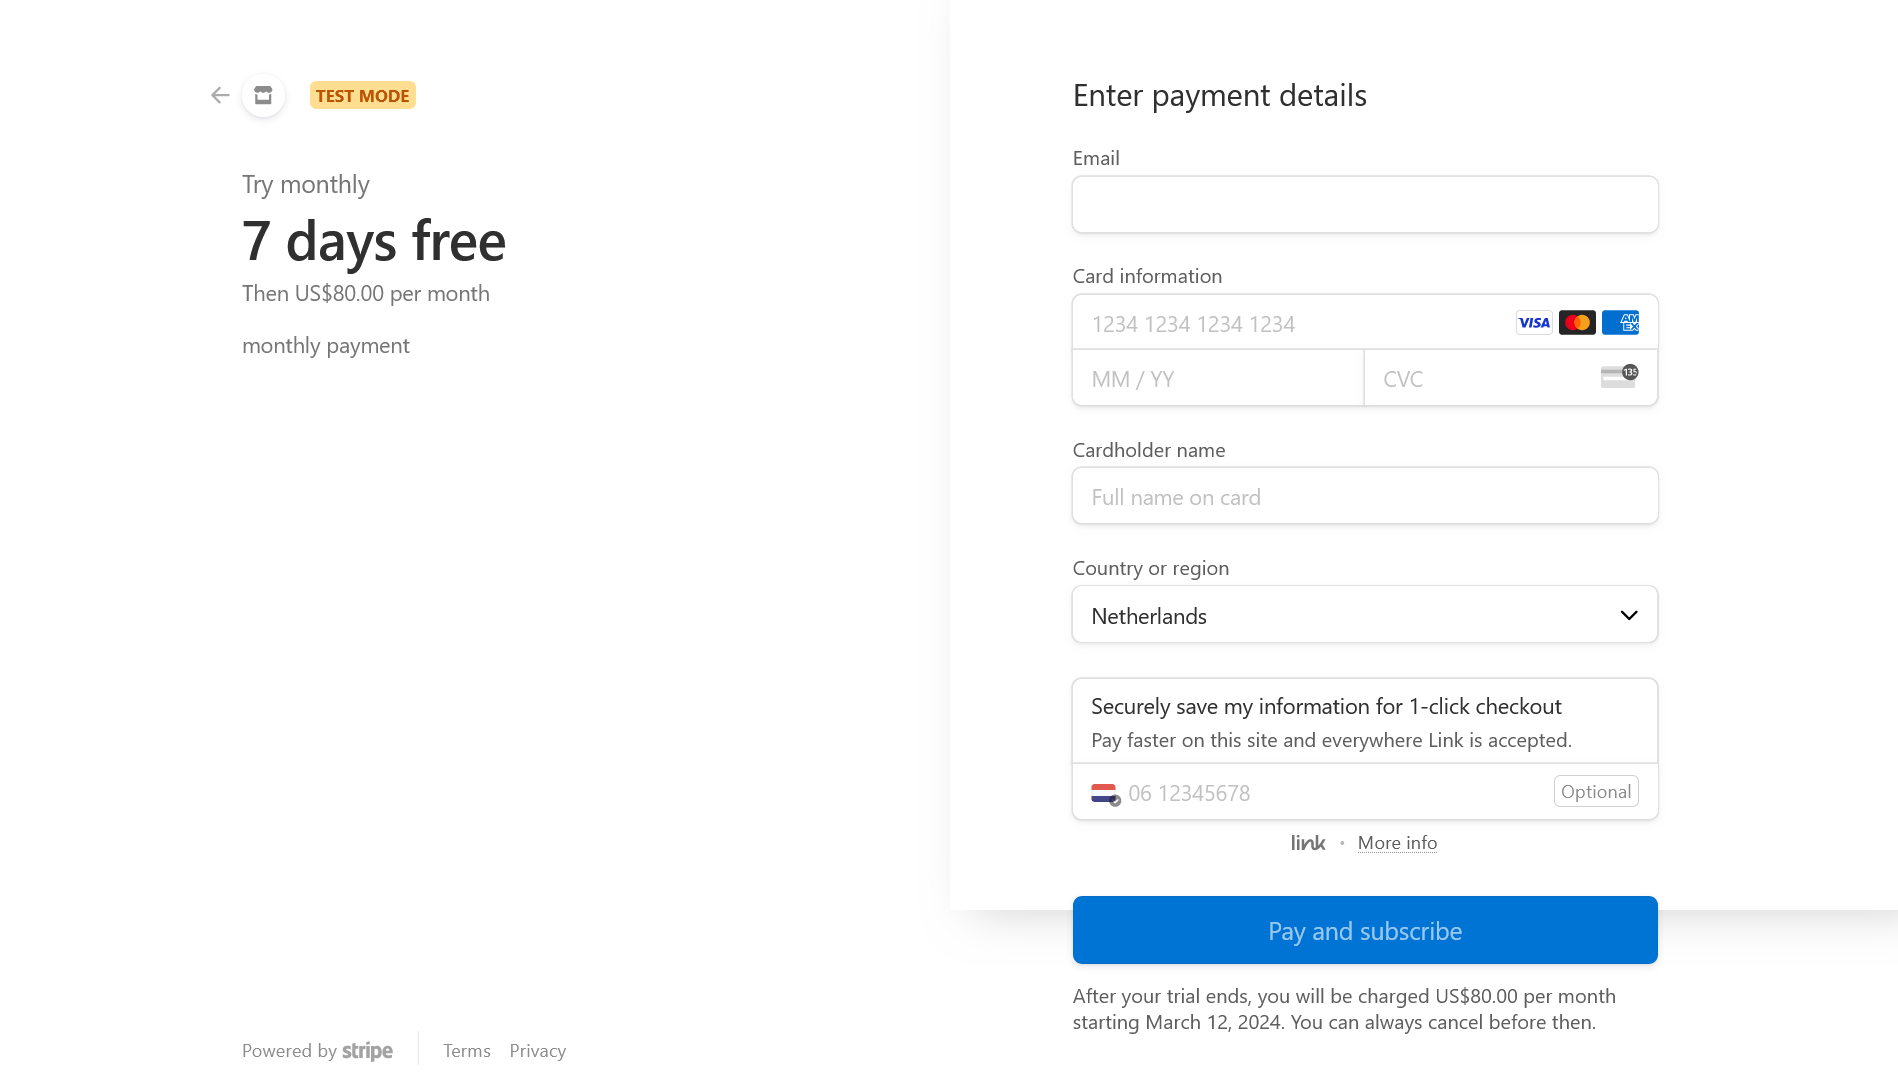 TEST MODE
Try monthly
7 days free
Then US$80.00 per month
monthly payment
Powered by stripe
Terms
Privacy
Enter payment details
Email
Card information
1234 1234 1234 1234
VISA
AM
EX
MM / YY
CVC
135
Cardholder name
Full name on card
Country or region
Netherlands
Securely save my information for 1-click checkout
Pay faster on this site and everywhere Link is accepted.
06 12345678
Optional
link • More info
Pay and subscribe
After your trial ends, you will be charged US$80.00 per month
starting March 12, 2024. You can always cancel before then.